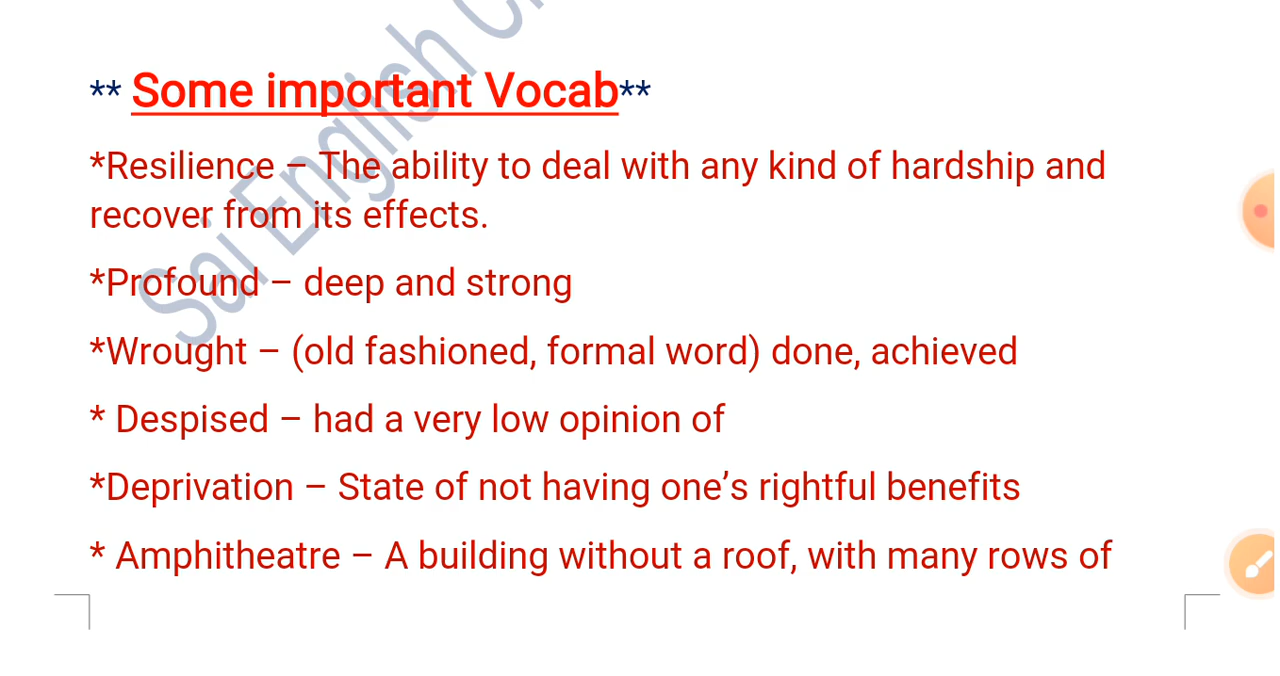 ** Some important Vocab**
*Resilience – The ability to deal with any kind of hardship and
recover from its effects.
*Profound – deep and strong
*Wrought – (old fashioned, formal word) done, achieved
* Despised – had a very low opinion of
*Deprivation – State of not having one’s rightful benefits
* Amphitheatre – A building without a roof, with many rows of
Sai English